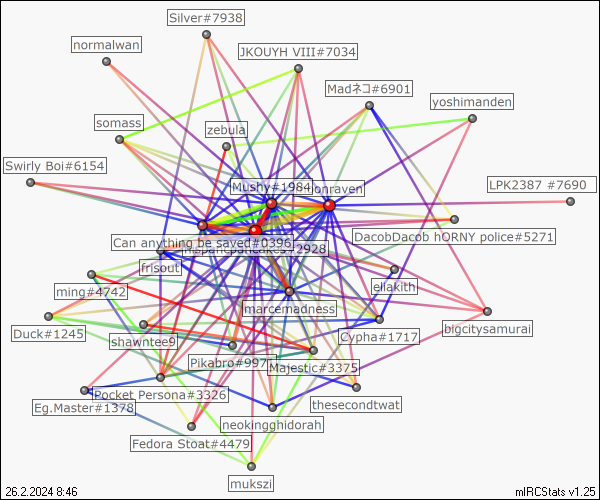 Silver#7938
normalwan
JKOUYH VIII#7034
Madネコ#6901
yoshimanden
somass
zebula
Swirly Boi#6154
Mushy#1984
jonraven
LPK2387 #7690
DacobDacob hORNY police#5271
Can anything be saved#0396
#2928
frisout
ellakith
ming#4742
marcemadness
bigcitysamurai
Duck#1245
shawntee9
Cypha#1717
Pikabro#997
Majestic#3375
Pocket Persona#3326
Eg.Master#1378
thesecondtwat
neokingghidorah
Fedora Stoat#4479
mukszi
26.2.2024 8:46
mIRCStats v1.25